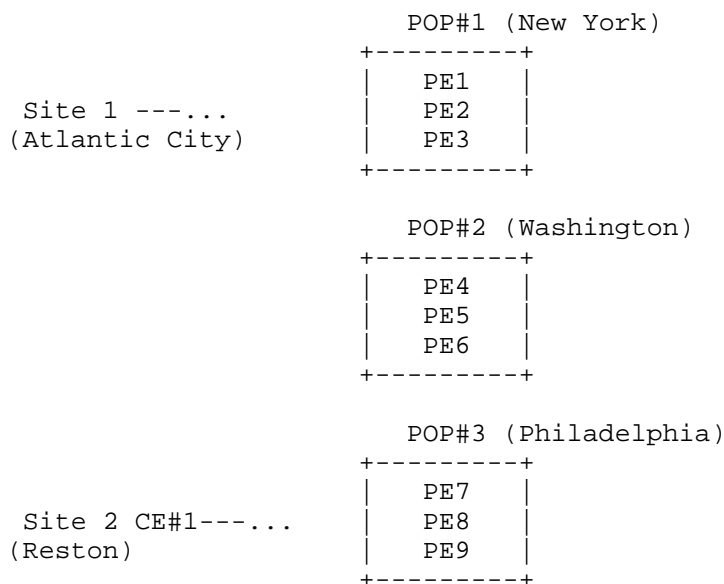 POP#1 (New York)
+---------+
| PE1 |
Site 1 ---... | PE2 |
(Atlantic City) | PE3 |
+---------+
POP#2 (Washington)
+---------+
| PE4 |
| PE5 |
| PE6 |
+---------+
POP#3 (Philadelphia)
+---------+
| PE7 |
Site 2 CE#1---... | PE8 |
(Reston) | PE9 |
+---------+